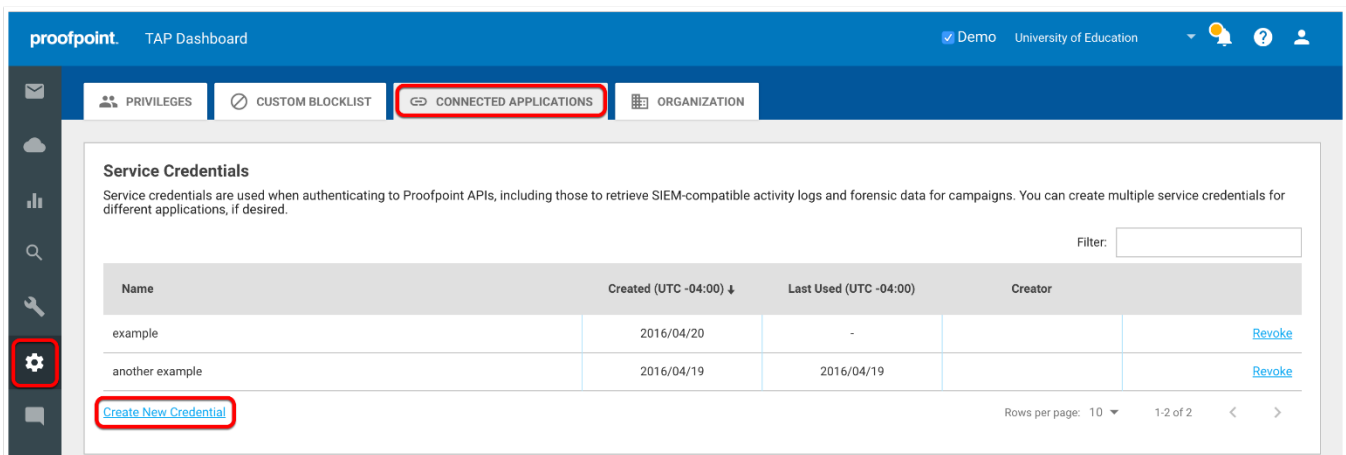 proofpoint. TAP Dashboard Demo University of Education
PRIVILEGES CUSTOM BLOCKLIST CONNECTED APPLICATIONS ORGANIZATION
Service Credentials
Service credentials are used when authenticating to Proofpoint APIs, including those to retrieve SIEM-compatible activity logs and forensic data for campaigns. You can create multiple service credentials for
different applications, if desired.
Filter:
Name Created (UTC -04:00) ↓ Last Used (UTC -04:00) Creator
example 2016/04/20 - Revoke
another example 2016/04/19 2016/04/19 Revoke
Create New Credential Rows per page: 10 1-2 of 2 < >